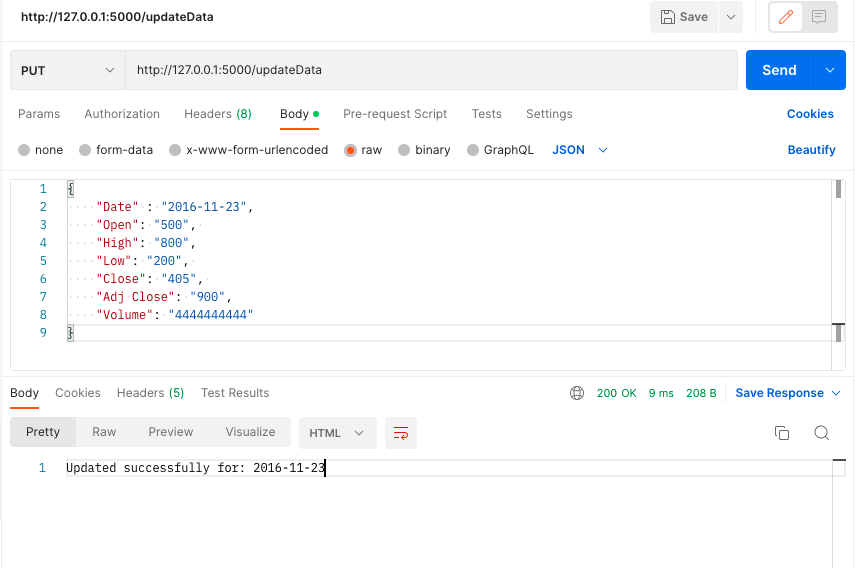 http://127.0.0.1:5000/updateData Save
PUT http://127.0.0.1:5000/updateData Send
Params Authorization Headers (8) Body Pre-request Script Tests Settings Cookies
none form-data x-www-form-urlencoded raw binary GraphQL JSON Beautify
1 {
2 "Date" : "2016-11-23",
3 "Open": "500",
4 "High": "800",
5 "Low": "200",
6 "Close": "405",
7 "Adj Close": "900",
8 "Volume": "4444444444"
9 }
Body Cookies Headers (5) Test Results 200 OK 9 ms 208 B Save Response
Pretty Raw Preview Visualize HTML
1 Updated successfully for: 2016-11-23